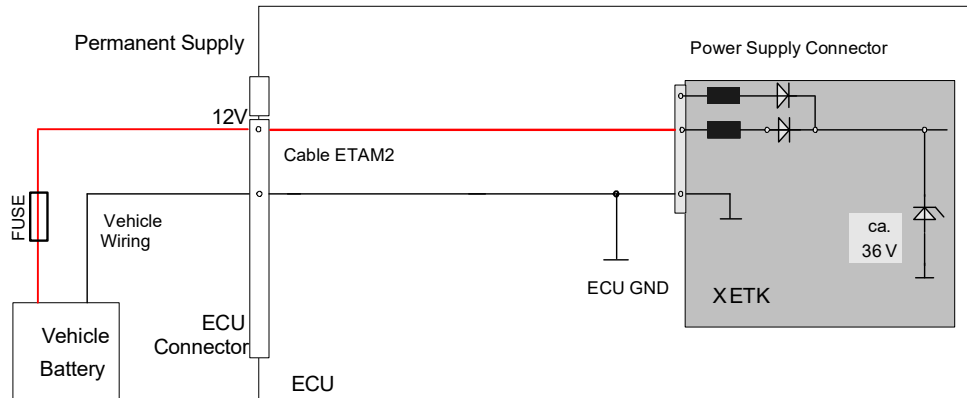 Permanent Supply
Power Supply Connector
12V
Cable ETAM2
FUSE
Vehicle
Wiring
ca.
36 V
ECU GND
XETK
ECU
Connector
Vehicle
Battery
ECU